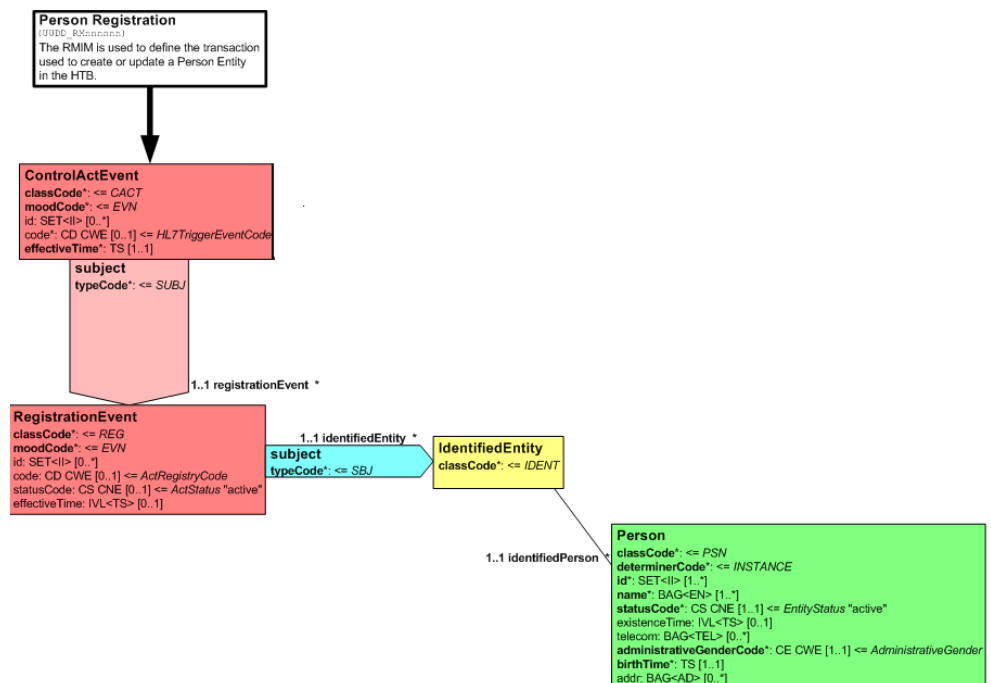 Person Registration
(UUDD_RMnnnnnn)
The RMIM is used to define the transaction
used to create or update a Person Entity
in the HTB.
ControlActEvent
classCode*: <= CACT
moodCode*: <= EVN
id: SET<II> [0..*]
code*: CD CWE [0..1] <= HL7TriggerEventCode
effectiveTime*: TS [1..1]
subject
typeCode*: <= SUBJ
1..1 registrationEvent *
RegistrationEvent
classCode*: <= REG
moodCode*: <= EVN
id: SET<II> [0..*]
code: CD CWE [0..1] <= ActRegistryCode
statusCode: CS CNE [0..1] <= ActStatus "active"
effectiveTime: IVL<TS> [0..1]
1..1 identifiedEntity *
subject
typeCode*: <= SBJ
IdentifiedEntity
classCode*: <= IDENT
1..1 identifiedPerson *
Person
classCode*: <= PSN
determinerCode*: <= INSTANCE
id*: SET<II> [1..*]
name*: BAG<EN> [1..*]
statusCode*: CS CNE [1..1] <= EntityStatus "active"
existenceTime: IVL<TS> [0..1]
telecom: BAG<TEL> [0..*]
administrativeGenderCode*: CE CWE [1..1] <= AdministrativeGender
birthTime*: TS [1..1]
addr: BAG<AD> [0..*]